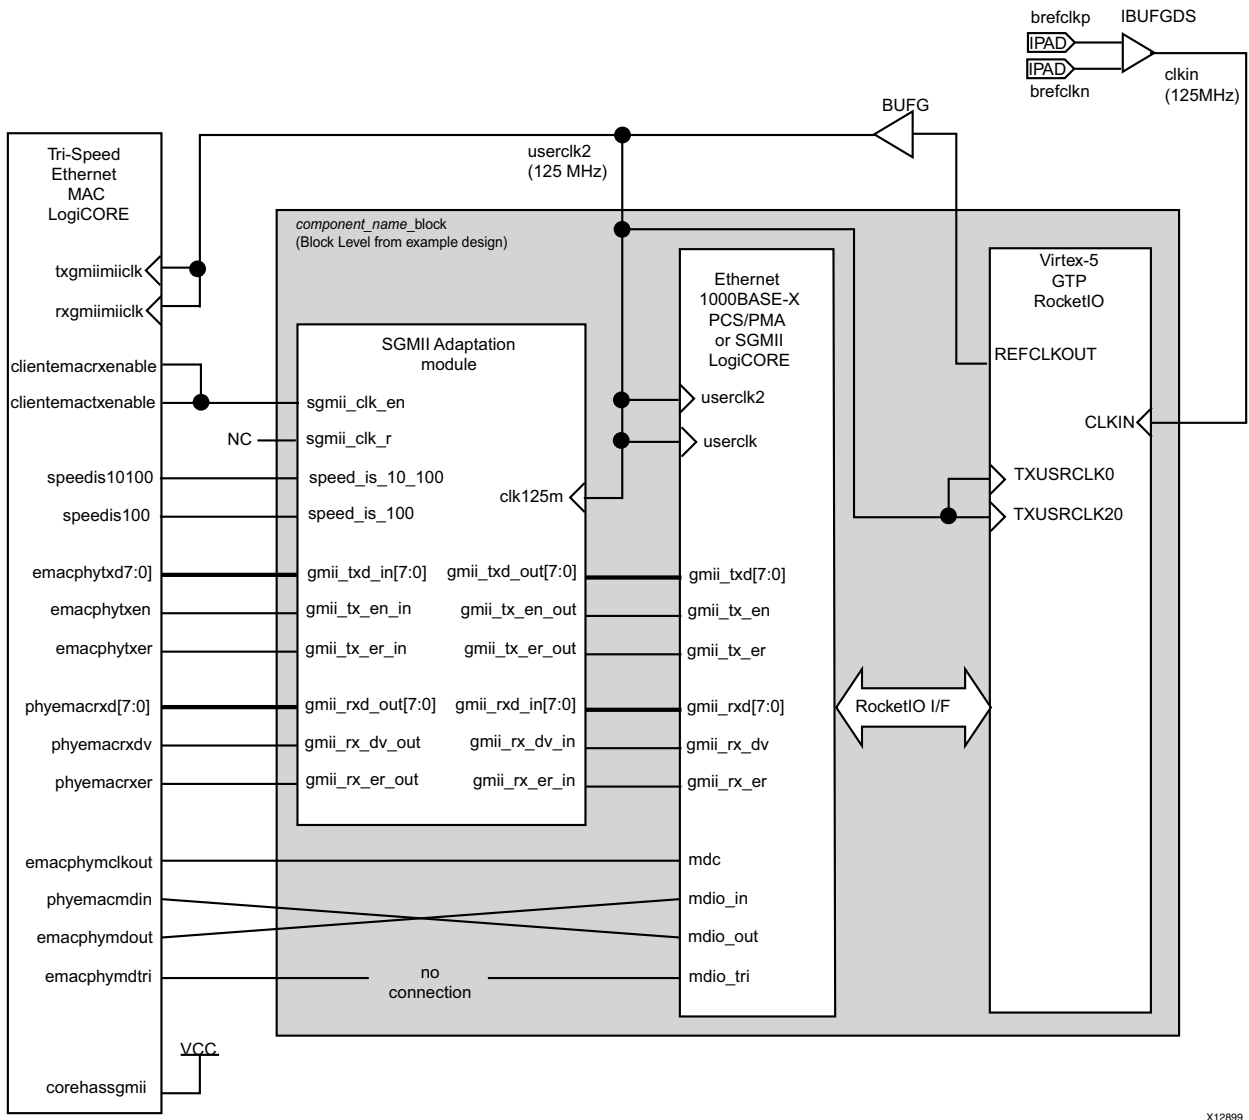 brefclkp
IBUFGDS
IPAD
IPAD
brefclkn
clkin
(125MHz)
BUFG
userclk2
(125 MHz)
Tri-Speed
Ethernet
MAC
LogiCORE
component_name_block
(Block Level from example design)
txgmiimiiclk
rxgmiimiiclk
clientemacrxenable
clientemactxenable
NC
speedis10100
speedis100
emacphytxd7:0]
emacphytxen
emacphytxer
phyemacrxd[7:0]
phyemacrxdv
phyemacrxer
emacphymclkout
phyemacmdin
emacphymdout
emacphymdtri
VCC
corehassgmii
SGMII Adaptation
module
sgmii_clk_en
sgmii_clk_r
speed_is_10_100
clk125m
speed_is_100
gmii_txd_in[7:0]
gmii_txd_out[7:0]
gmii_tx_en_in
gmii_tx_en_out
gmii_tx_er_in
gmii_tx_er_out
gmii_rxd_out[7:0]
gmii_rxd_in[7:0]
gmii_rx_dv_out
gmii_rx_dv_in
gmii_rx_er_out
gmii_rx_er_in
no
connection
Ethernet
1000BASE-X
PCS/PMA
or SGMII
LogiCORE
userclk2
userclk
gmii_txd[7:0]
gmii_tx_en
gmii_tx_er
gmii_rxd[7:0]
gmii_rx_dv
gmii_rx_er
mdc
mdio_in
mdio_out
mdio_tri
RocketIO I/F
Virtex-5
GTP
RocketIO
REFCLKOUT
CLKIN
TXUSRCLK0
TXUSRCLK20
X12899